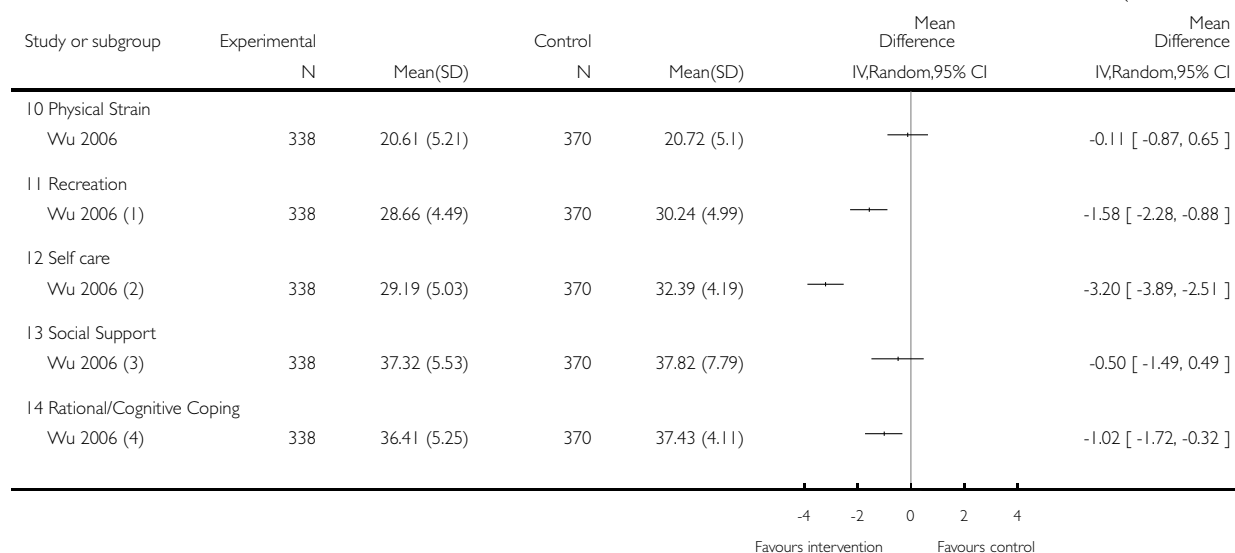 Mean Mean
Study or subgroup Experimental Control Difference Difference
N Mean(SD) N Mean(SD) IV,Random,95% CI IV,Random,95% CI
10 Physical Strain
Wu 2006 338 20.61 (5.21) 370 20.72 (5.1) -0.11 [ -0.87, 0.65 ]
11 Recreation
Wu 2006 (1) 338 28.66 (4.49) 370 30.24 (4.99) -1.58 [ -2.28, -0.88 ]
12 Self care
Wu 2006 (2) 338 29.19 (5.03) 370 32.39 (4.19) -3.20 [ -3.89, -2.51 ]
13 Social Support
Wu 2006 (3) 338 37.32 (5.53) 370 37.82 (7.79) -0.50 [ -1.49, 0.49 ]
14 Rational/Cognitive Coping
Wu 2006 (4) 338 36.41 (5.25) 370 37.43 (4.11) -1.02 [ -1.72, -0.32 ]
-4 -2 0 2 4
Favours intervention Favours control